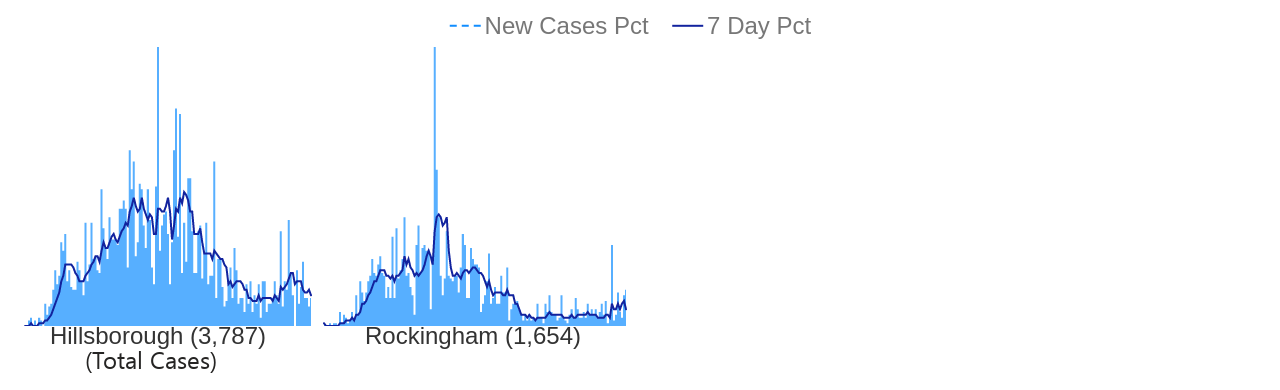 New Cases Pct 7 Day Pct
Hillsborough (3,787) Rockingham (1,654)
(Total Cases)